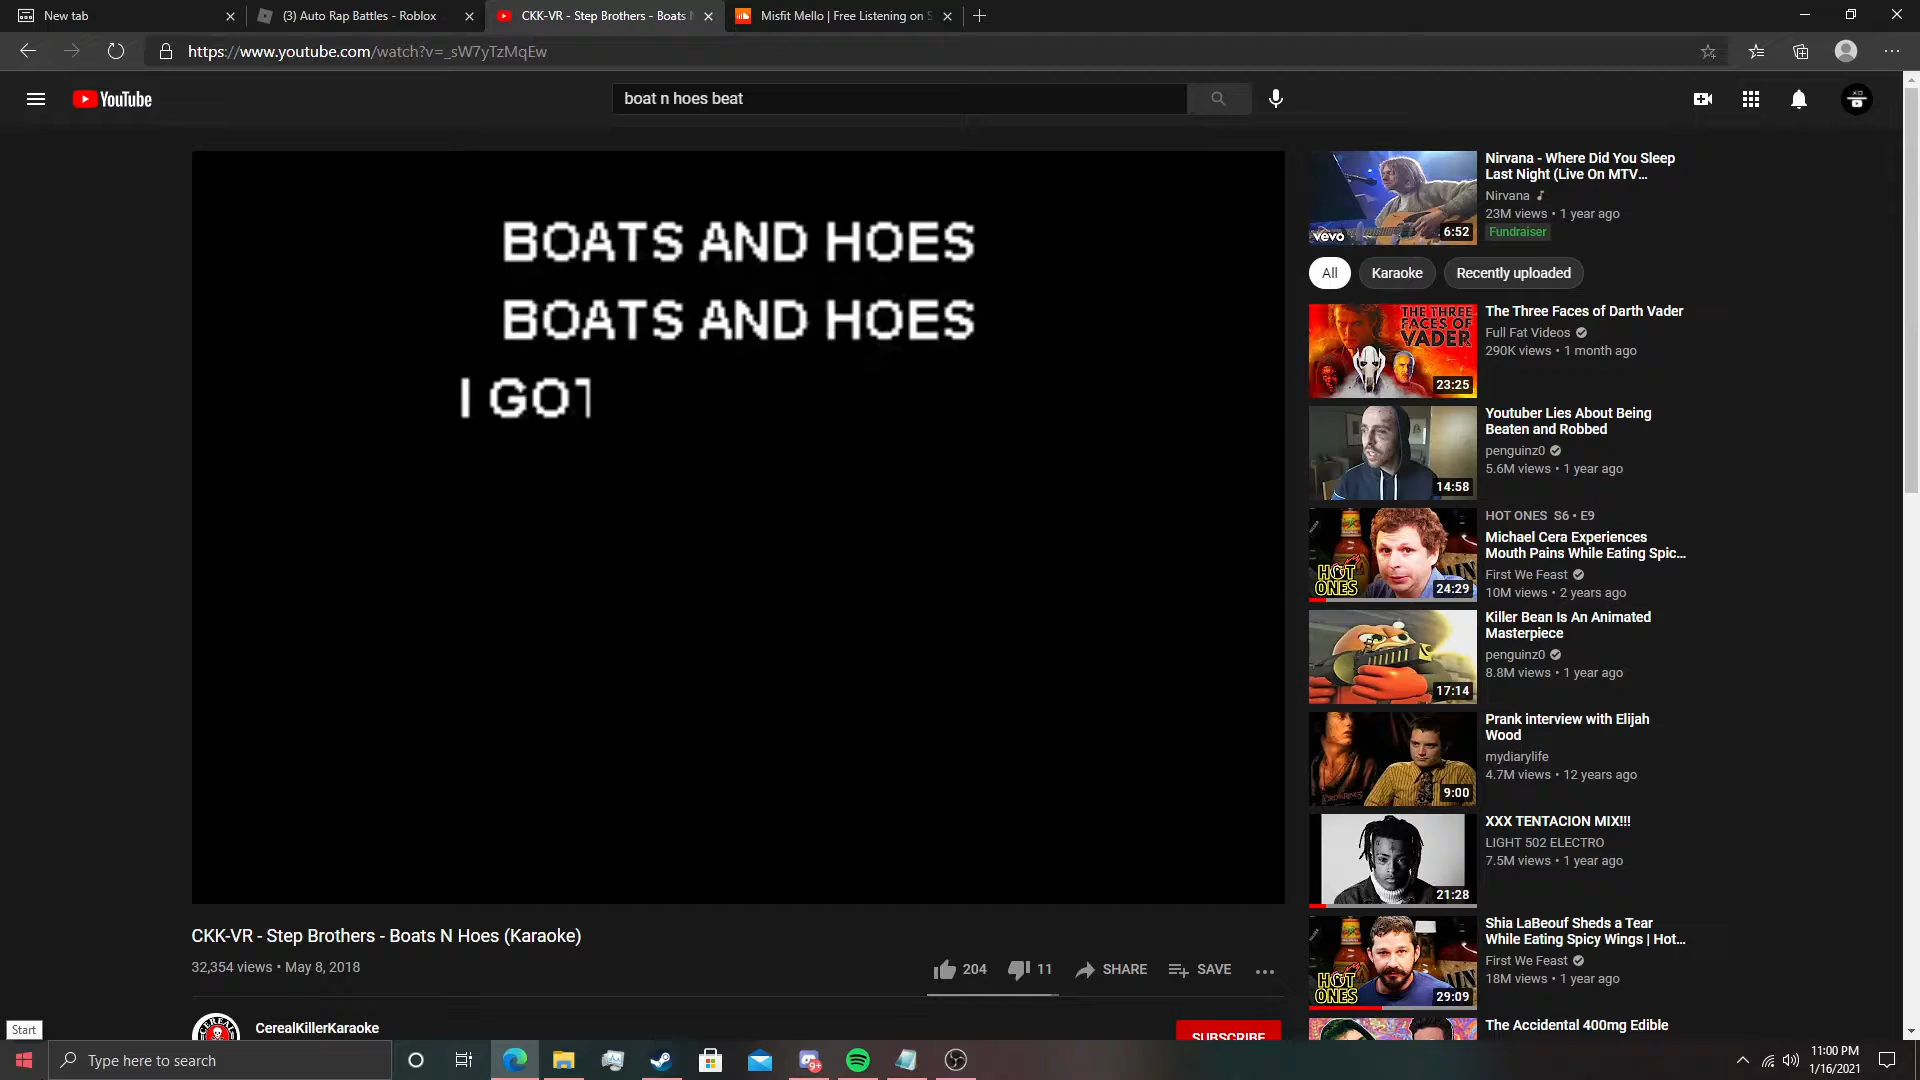 New tab
(3) Auto Rap Battles - Roblox
CKK-VR - Step Brothers - Boats
Misfit Mello | Free Listening on S
https://www.youtube.com/watch?v=_sW7yTzMqEw
YouTube
boat n hoes beat
BOATS AND HOES
BOATS AND HOES
I GOT
CKK-VR - Step Brothers - Boats N Hoes (Karaoke)
32,354 views • May 8, 2018
204
11
SHARE
SAVE
CEREAL
CerealKillerKaraoke
SUBSCRIBE
vevo
6:52
Nirvana - Where Did You Sleep
Last Night (Live On MTV...
Nirvana
23M views • 1 year ago
Fundraiser
All
Karaoke
Recently uploaded
THE THREE
FACES OF
VADER
23:25
The Three Faces of Darth Vader
Full Fat Videos
290K views • 1 month ago
14:58
Youtuber Lies About Being
Beaten and Robbed
penguinz0
5.6M views • 1 year ago
HOT
ONES
24:29
HOT ONES S6 • E9
Michael Cera Experiences
Mouth Pains While Eating Spic...
First We Feast
10M views • 2 years ago
17:14
Killer Bean Is An Animated
Masterpiece
penguinz0
8.8M views • 1 year ago
9:00
Prank interview with Elijah
Wood
mydiarylife
4.7M views • 12 years ago
21:28
XXX TENTACION MIX!!!
LIGHT 502 ELECTRO
7.5M views • 1 year ago
HOT
ONES
29:09
Shia LaBeouf Sheds a Tear
While Eating Spicy Wings | Hot...
First We Feast
18M views • 1 year ago
The Accidental 400mg Edible
Start
Type here to search
9+
11:00 PM
1/16/2021